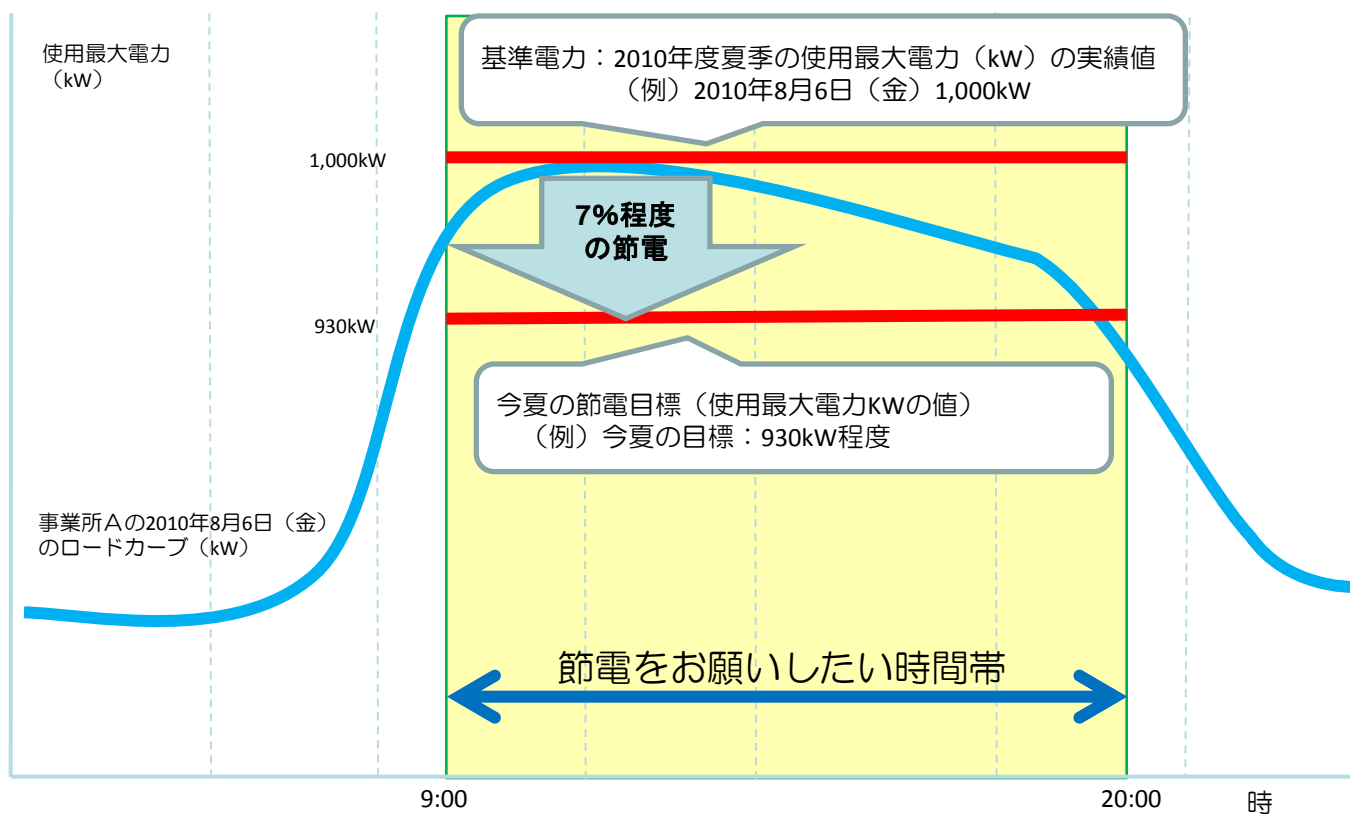 使用最大電力
（kW）
基準電力：2010年度夏季の使用最大電力（kW）の実績値
（例）2010年8月6日（金）1,000kW
1,000kW
7%程度
の節電
930kW
今夏の節電目標（使用最大電力KWの値）
（例）今夏の目標：930kW程度
事業所Ａの2010年8月6日（金）
のロードカーブ（kW）
節電をお願いしたい時間帯
9:00
20:00
時